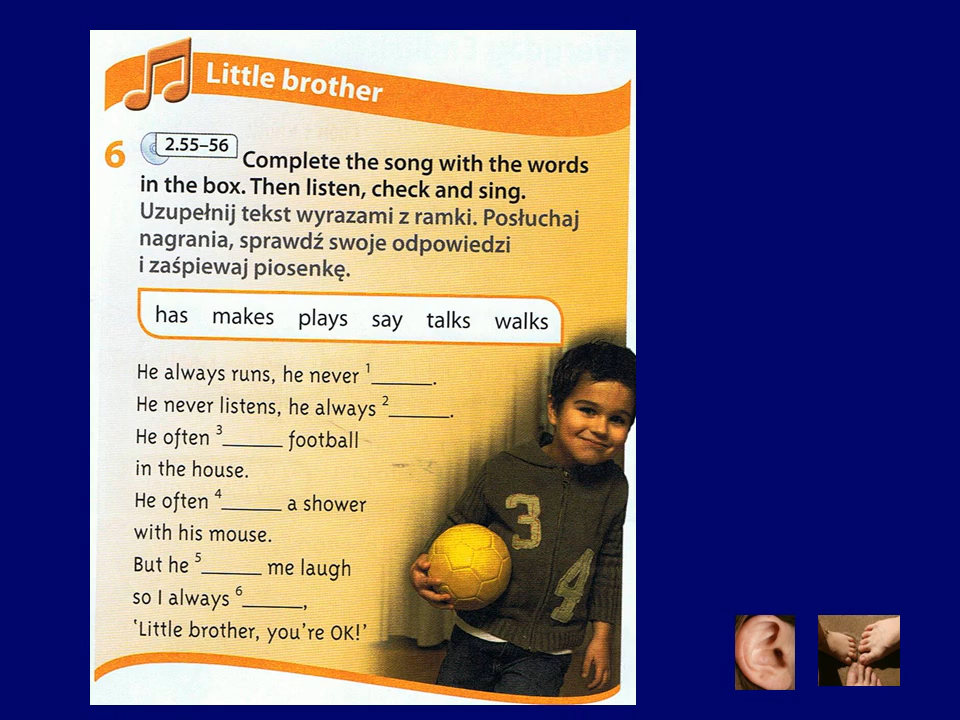 Little brother
6 2.55–56 Complete the song with the words
in the box. Then listen, check and sing.
Uzupełnij tekst wyrazami z ramki. Posłuchaj
nagrania, sprawdź swoje odpowiedzi
i zaśpiewaj piosenkę.
has makes plays say talks walks
He always runs, he never 1______.
He never listens, he always 2______.
He often 3______ football
in the house.
He often 4______ a shower
with his mouse.
But he 5______ me laugh
so I always 6______,
‘Little brother, you’re OK!’
3
4